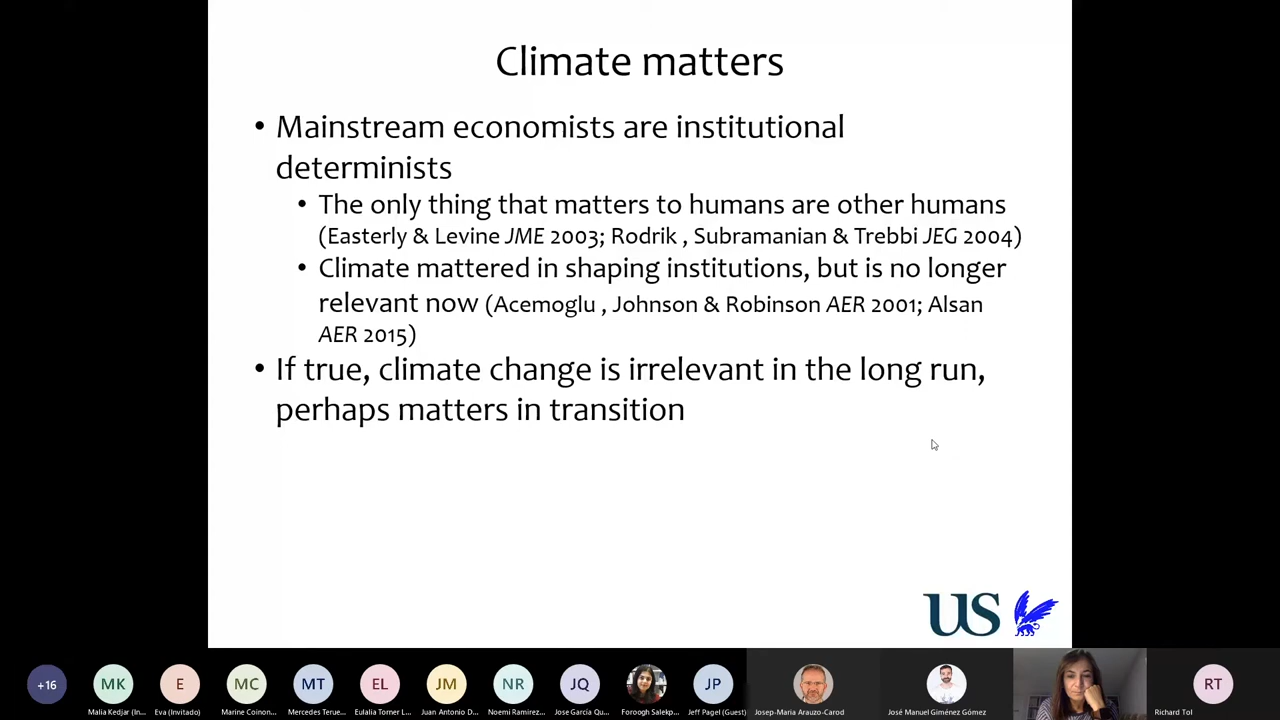 Climate matters
• Mainstream economists are institutional
determinists
• The only thing that matters to humans are other humans
(Easterly & Levine JME 2003; Rodrik , Subramanian & Trebbi JEG 2004)
• Climate mattered in shaping institutions, but is no longer
relevant now (Acemoglu , Johnson & Robinson AER 2001; Alsan
AER 2015)
• If true, climate change is irrelevant in the long run,
perhaps matters in transition
US
+16 MK E MC MT EL JM NR JQ JP RT
Malia Kedjar (In... Eva (Invitado) Marine Coinon... Mercedes Terue... Eulalia Torner L... Juan Antonio D... Noemi Ramirez... Jose García Qu... Foroogh Salekp... Jeff Pagel (Guest) Josep-Maria Arauzo-Carod José Manuel Giménez Gómez Richard Tol